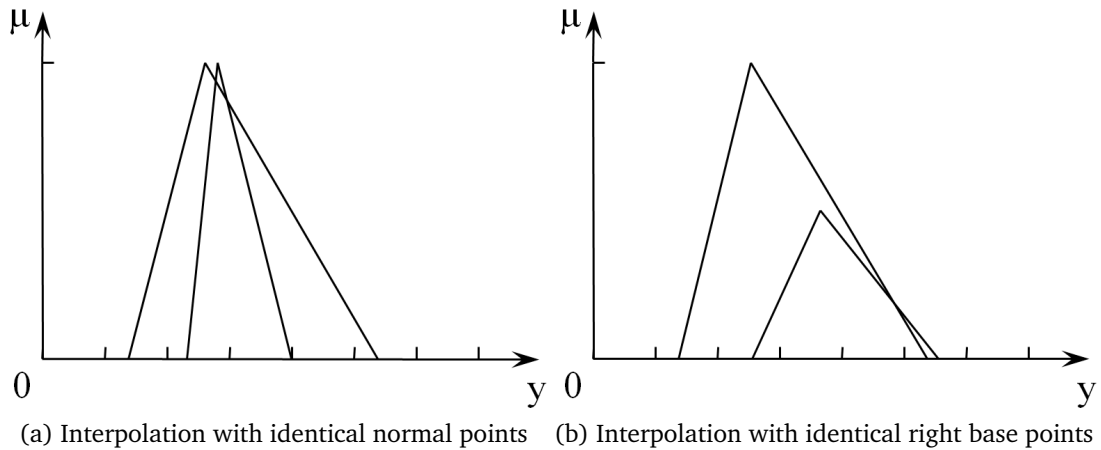 μ
0
y
(a) Interpolation with identical normal points
μ
0
y
(b) Interpolation with identical right base points